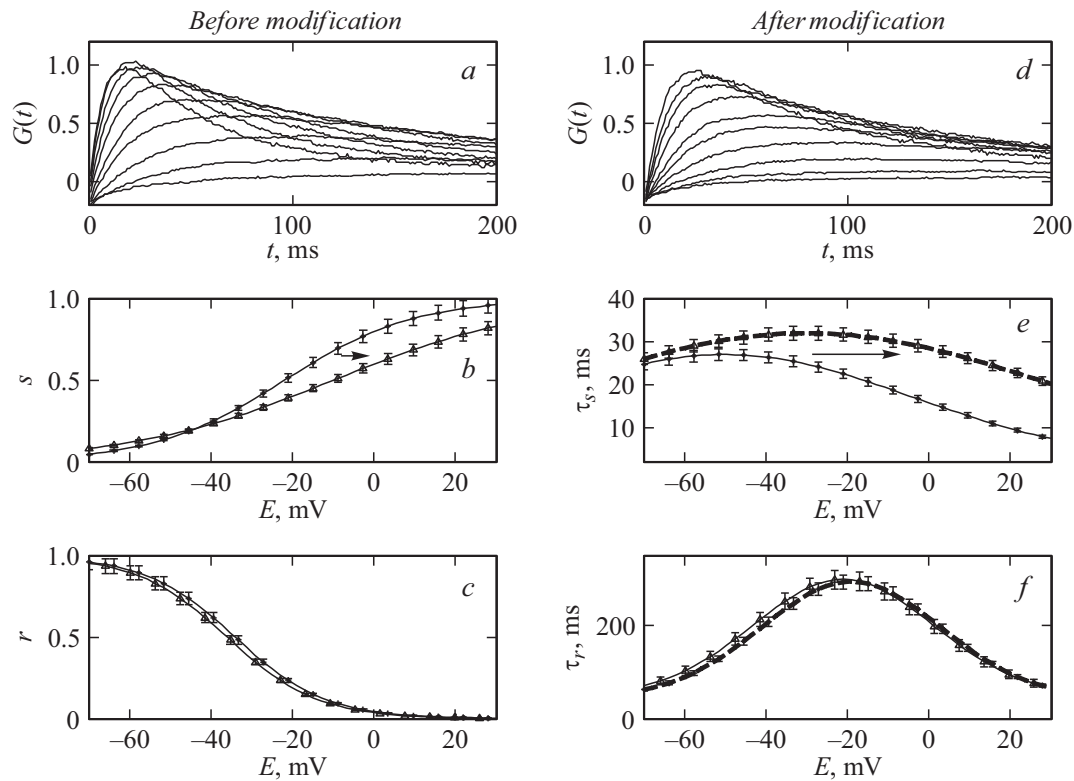 Before modification
After modification
1.0
0.5
0
G(t)
a
0
100
200
t, ms
1.0
0.5
0
G(t)
d
0
100
200
t, ms
1.0
0.5
0
s
b
–60
–40
–20
0
20
E, mV
40
30
20
10
τs, ms
e
–60
–40
–20
0
20
E, mV
1.0
0.5
0
r
c
–60
–40
–20
0
20
E, mV
200
0
τr, ms
f
–60
–40
–20
0
20
E, mV